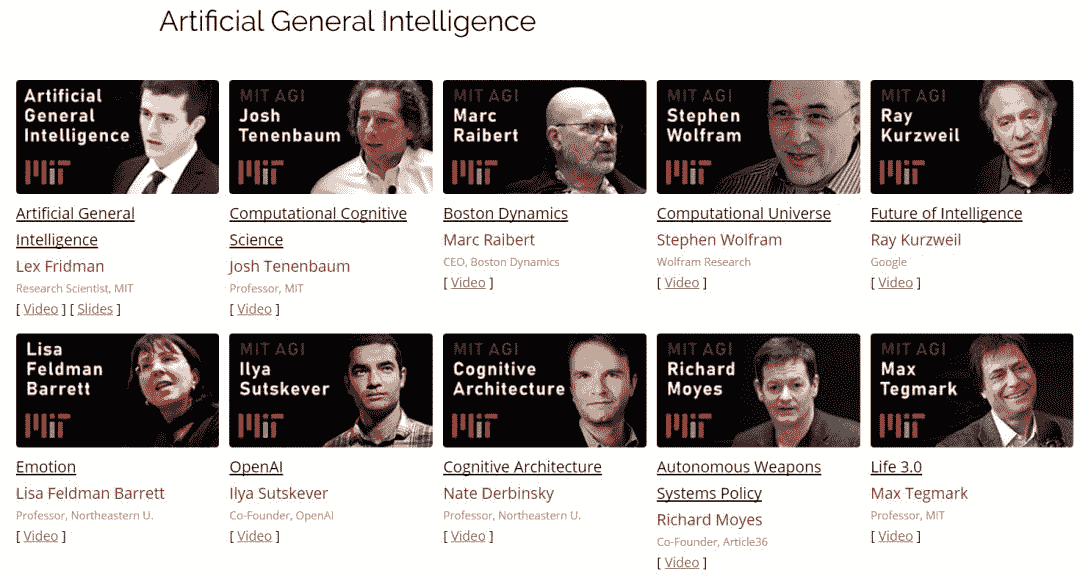 Artificial General Intelligence
Artificial
General
Intelligence
MIT
MIT AGI
Josh
Tenenbaum
MIT
MIT AGI
Marc
Raibert
MIT
MIT AGI
Stephen
Wolfram
MIT
MIT AGI
Ray
Kurzweil
MIT
Artificial General
Intelligence
Lex Fridman
Research Scientist, MIT
[ Video ] [ Slides ]
Computational Cognitive
Science
Josh Tenenbaum
Professor, MIT
[ Video ]
Boston Dynamics
Marc Raibert
CEO, Boston Dynamics
[ Video ]
Computational Universe
Stephen Wolfram
Wolfram Research
[ Video ]
Future of Intelligence
Ray Kurzweil
Google
[ Video ]
Lisa
Feldman
Barrett
MIT
MIT AGI
Ilya
Sutskever
MIT
MIT AGI
Cognitive
Architecture
MIT
MIT AGI
Richard
Moyes
MIT
MIT AGI
Max
Tegmark
MIT
Emotion
Lisa Feldman Barrett
Professor, Northeastern U.
[ Video ]
OpenAI
Ilya Sutskever
Co-Founder, OpenAI
[ Video ]
Cognitive Architecture
Nate Derbinsky
Professor, Northeastern U.
[ Video ]
Autonomous Weapons
Systems Policy
Richard Moyes
Co-Founder, Article36
[ Video ]
Life 3.0
Max Tegmark
Professor, MIT
[ Video ]